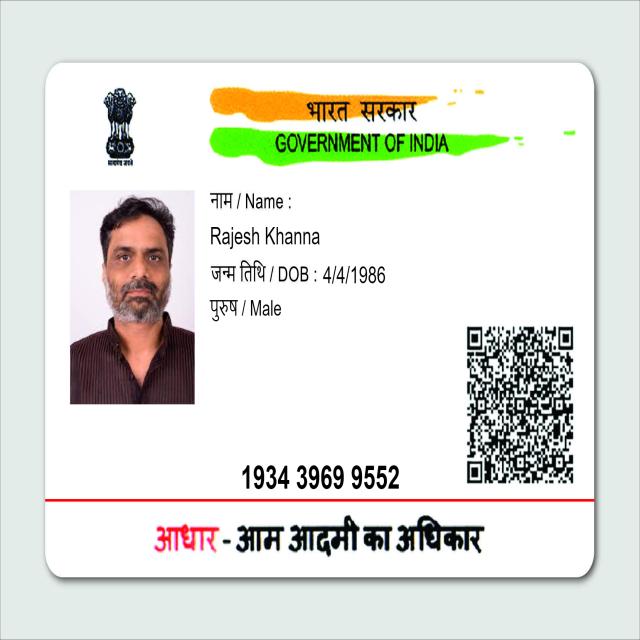 भारत सरकार
GOVERNMENT OF INDIA
सत्यमेव जयते
नाम / Name :
Rajesh Khanna
जन्म तिथि / DOB : 4/4/1986
पुरुष / Male
1934 3969 9552
आधार - आम आदमी का अधिकार